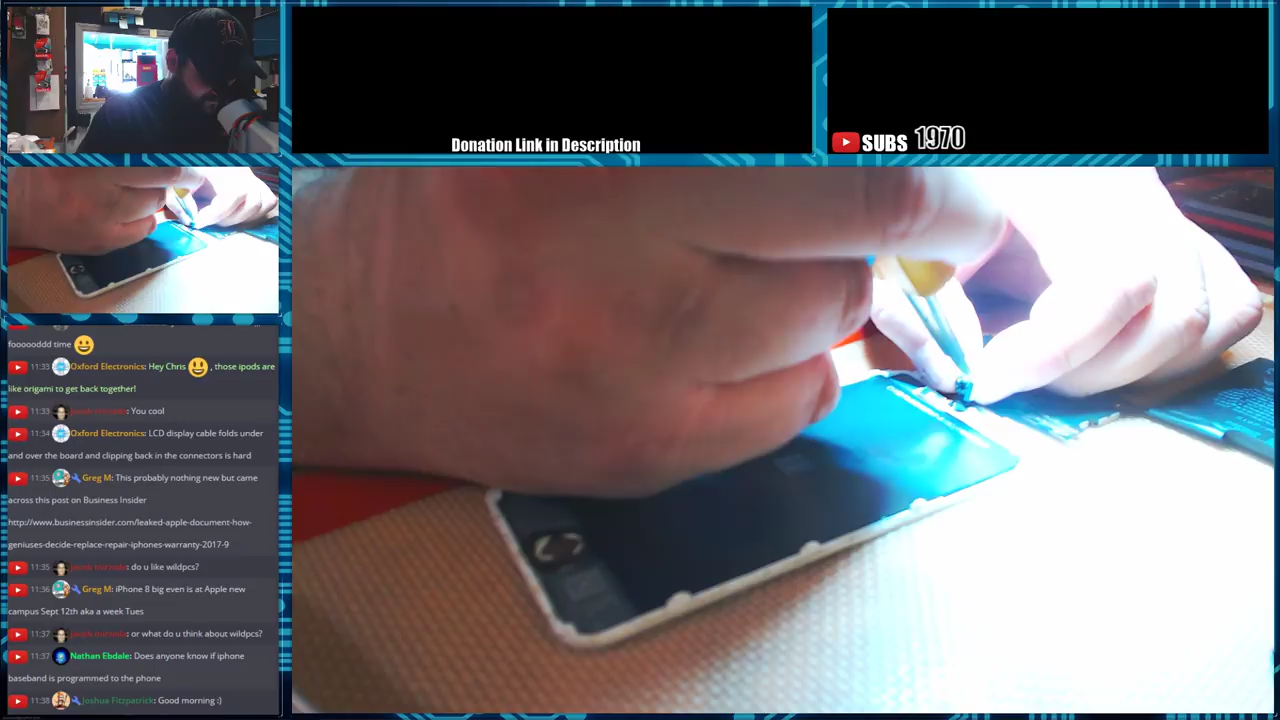 Donation Link in Description
SUBS 1970
foooooddd time
11:33 Oxford Electronics: Hey Chris , those ipods are
like origami to get back together!
11:33 : You cool
11:34 Oxford Electronics: LCD display cable folds under
and over the board and clipping back in the connectors is hard
11:35 Greg M: This probably nothing new but came
across this post on Business Insider
http://www.businessinsider.com/leaked-apple-document-how-
geniuses-decide-replace-repair-iphones-warranty-2017-9
11:35 : do u like wildpcs?
11:36 Greg M: iPhone 8 big even is at Apple new
campus Sept 12th aka a week Tues
11:37 : or what do u think about wildpcs?
11:37 Nathan Ebdale: Does anyone know if iphone
baseband is programmed to the phone
11:38 Joshua Fitzpatrick: Good morning :)